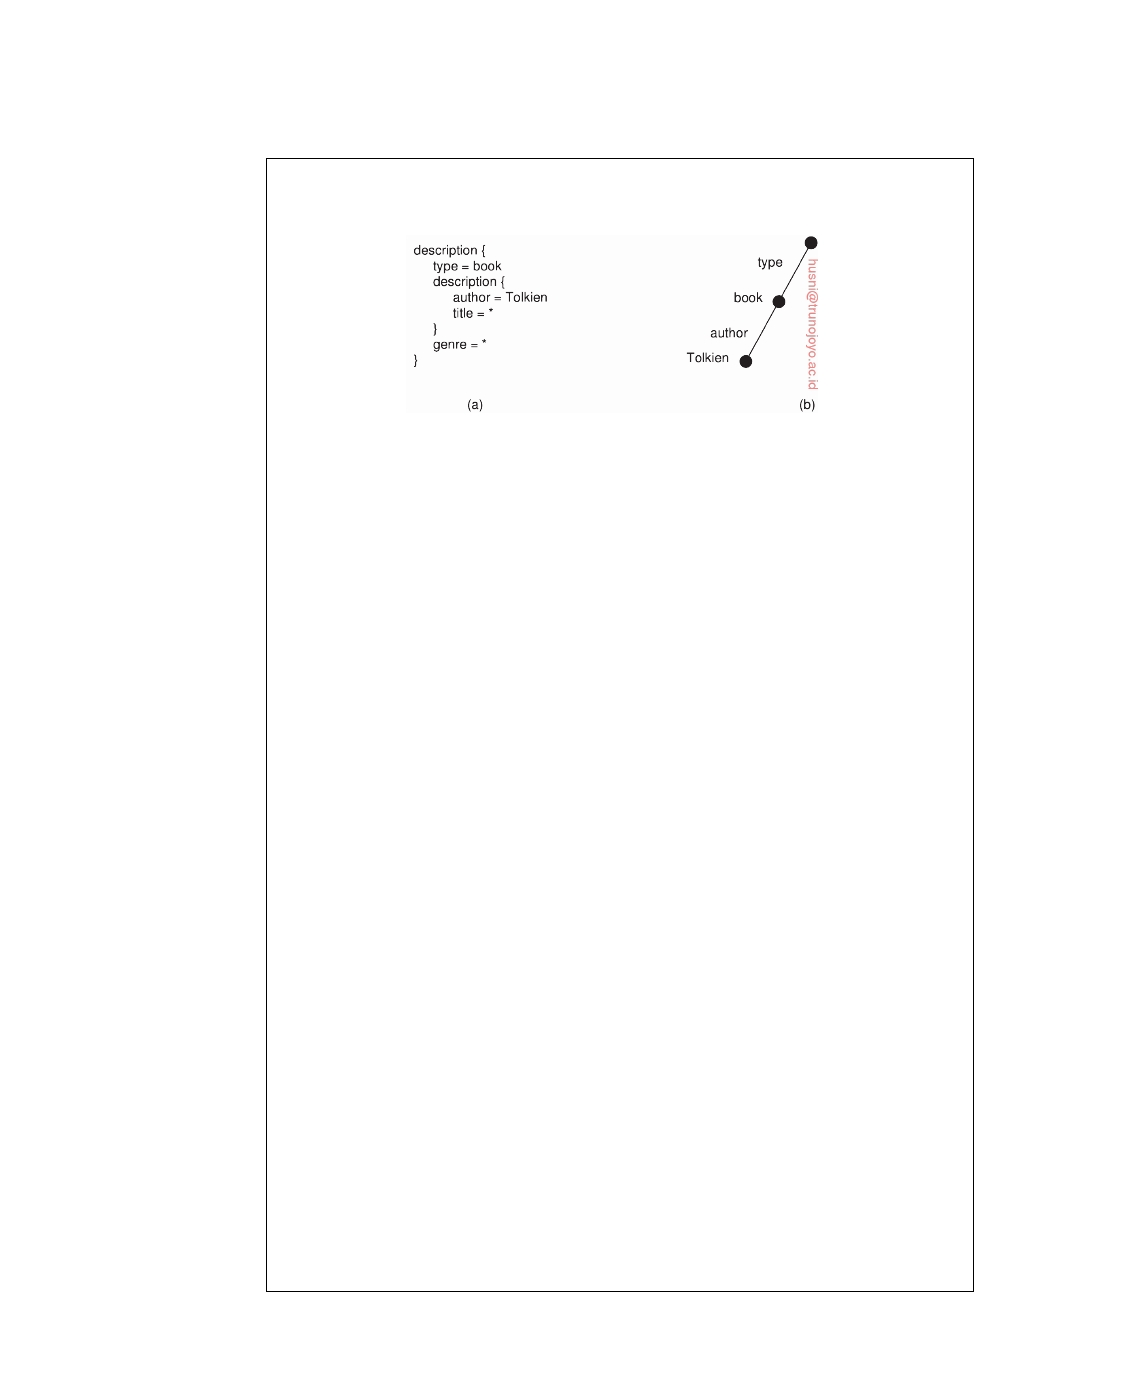 description {
type = book
description {
author = Tolkien
title = *
}
genre = *
}
(a)
type
book
author
Tolkien
(b)
husni@trunojoyo.ac.id